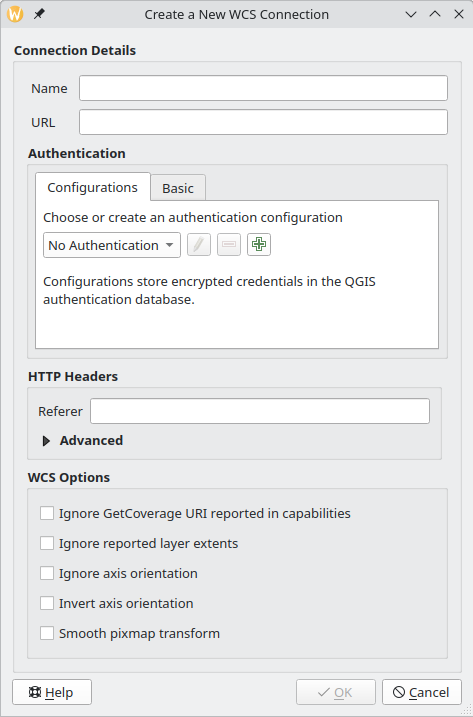 Create a New WCS Connection
Connection Details
Name
URL
Authentication
Configurations
Basic
Choose or create an authentication configuration
No Authentication
Configurations store encrypted credentials in the QGIS
authentication database.
HTTP Headers
Referer
Advanced
WCS Options
Ignore GetCoverage URI reported in capabilities
Ignore reported layer extents
Ignore axis orientation
Invert axis orientation
Smooth pixmap transform
Help
OK
Cancel